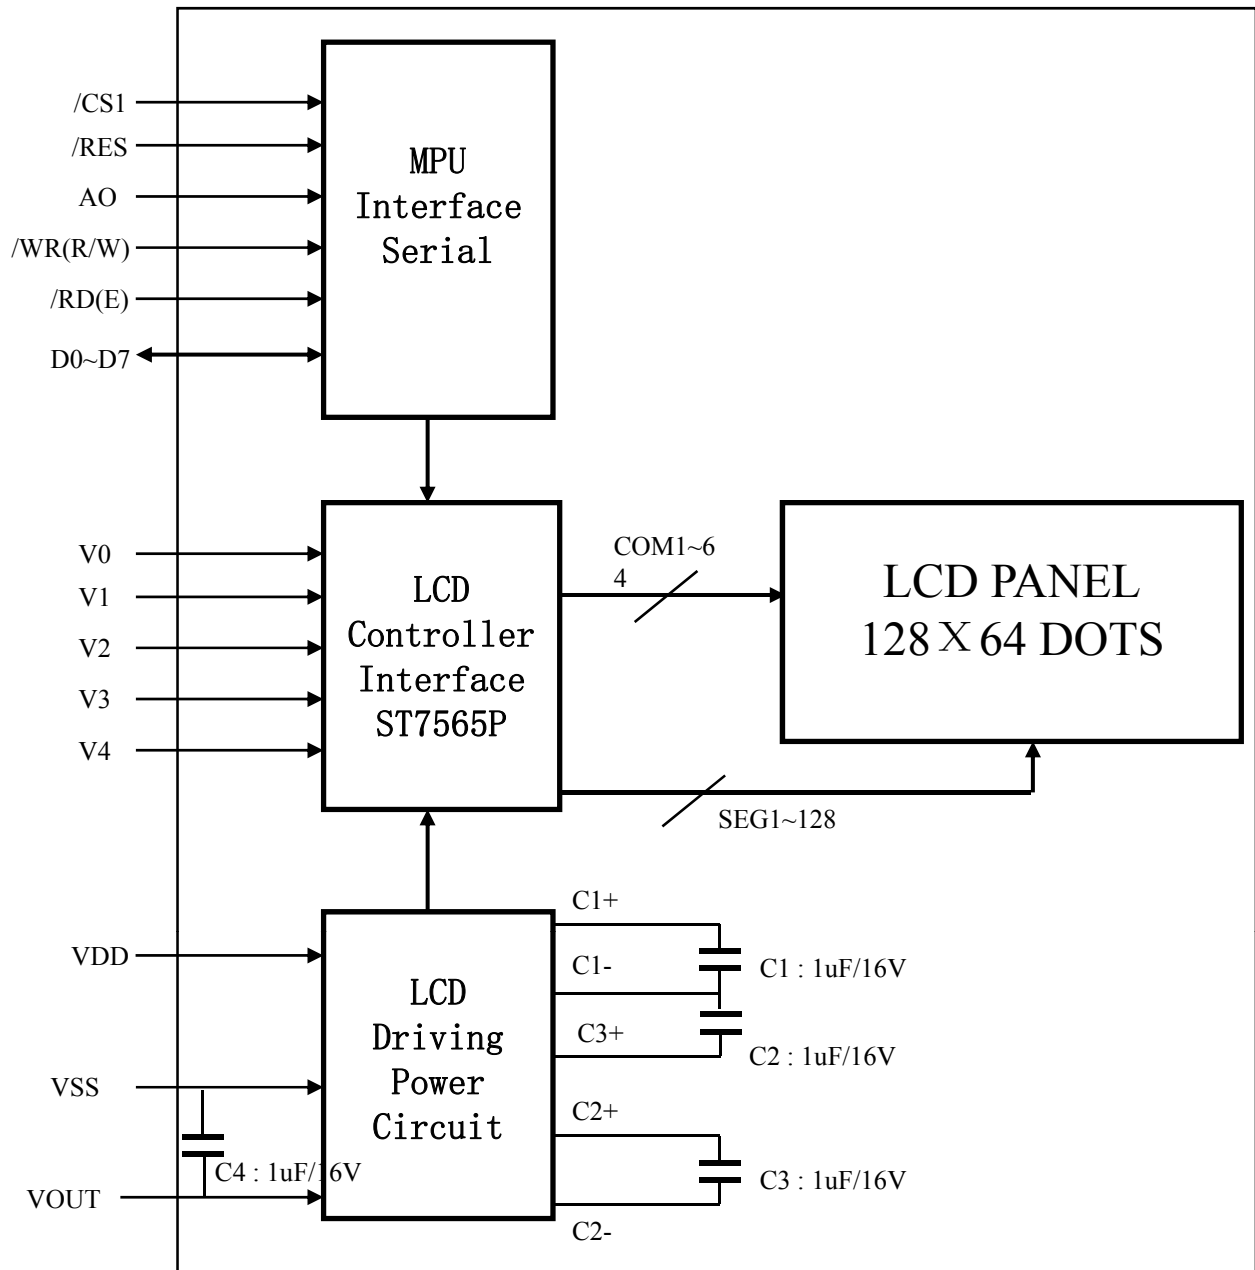 /CS1
/RES
AO
/WR(R/W)
/RD(E)
D0~D7
MPU
Interface
Serial
V0
V1
V2
V3
V4
LCD
Controller
Interface
ST7565P
COM1~6
4
LCD PANEL
128 X 64 DOTS
SEG1~128
VDD
VSS
VOUT
C4 : 1uF/16V
LCD
Driving
Power
Circuit
C1+
C1-
C3+
C2+
C2-
C1 : 1uF/16V
C2 : 1uF/16V
C3 : 1uF/16V